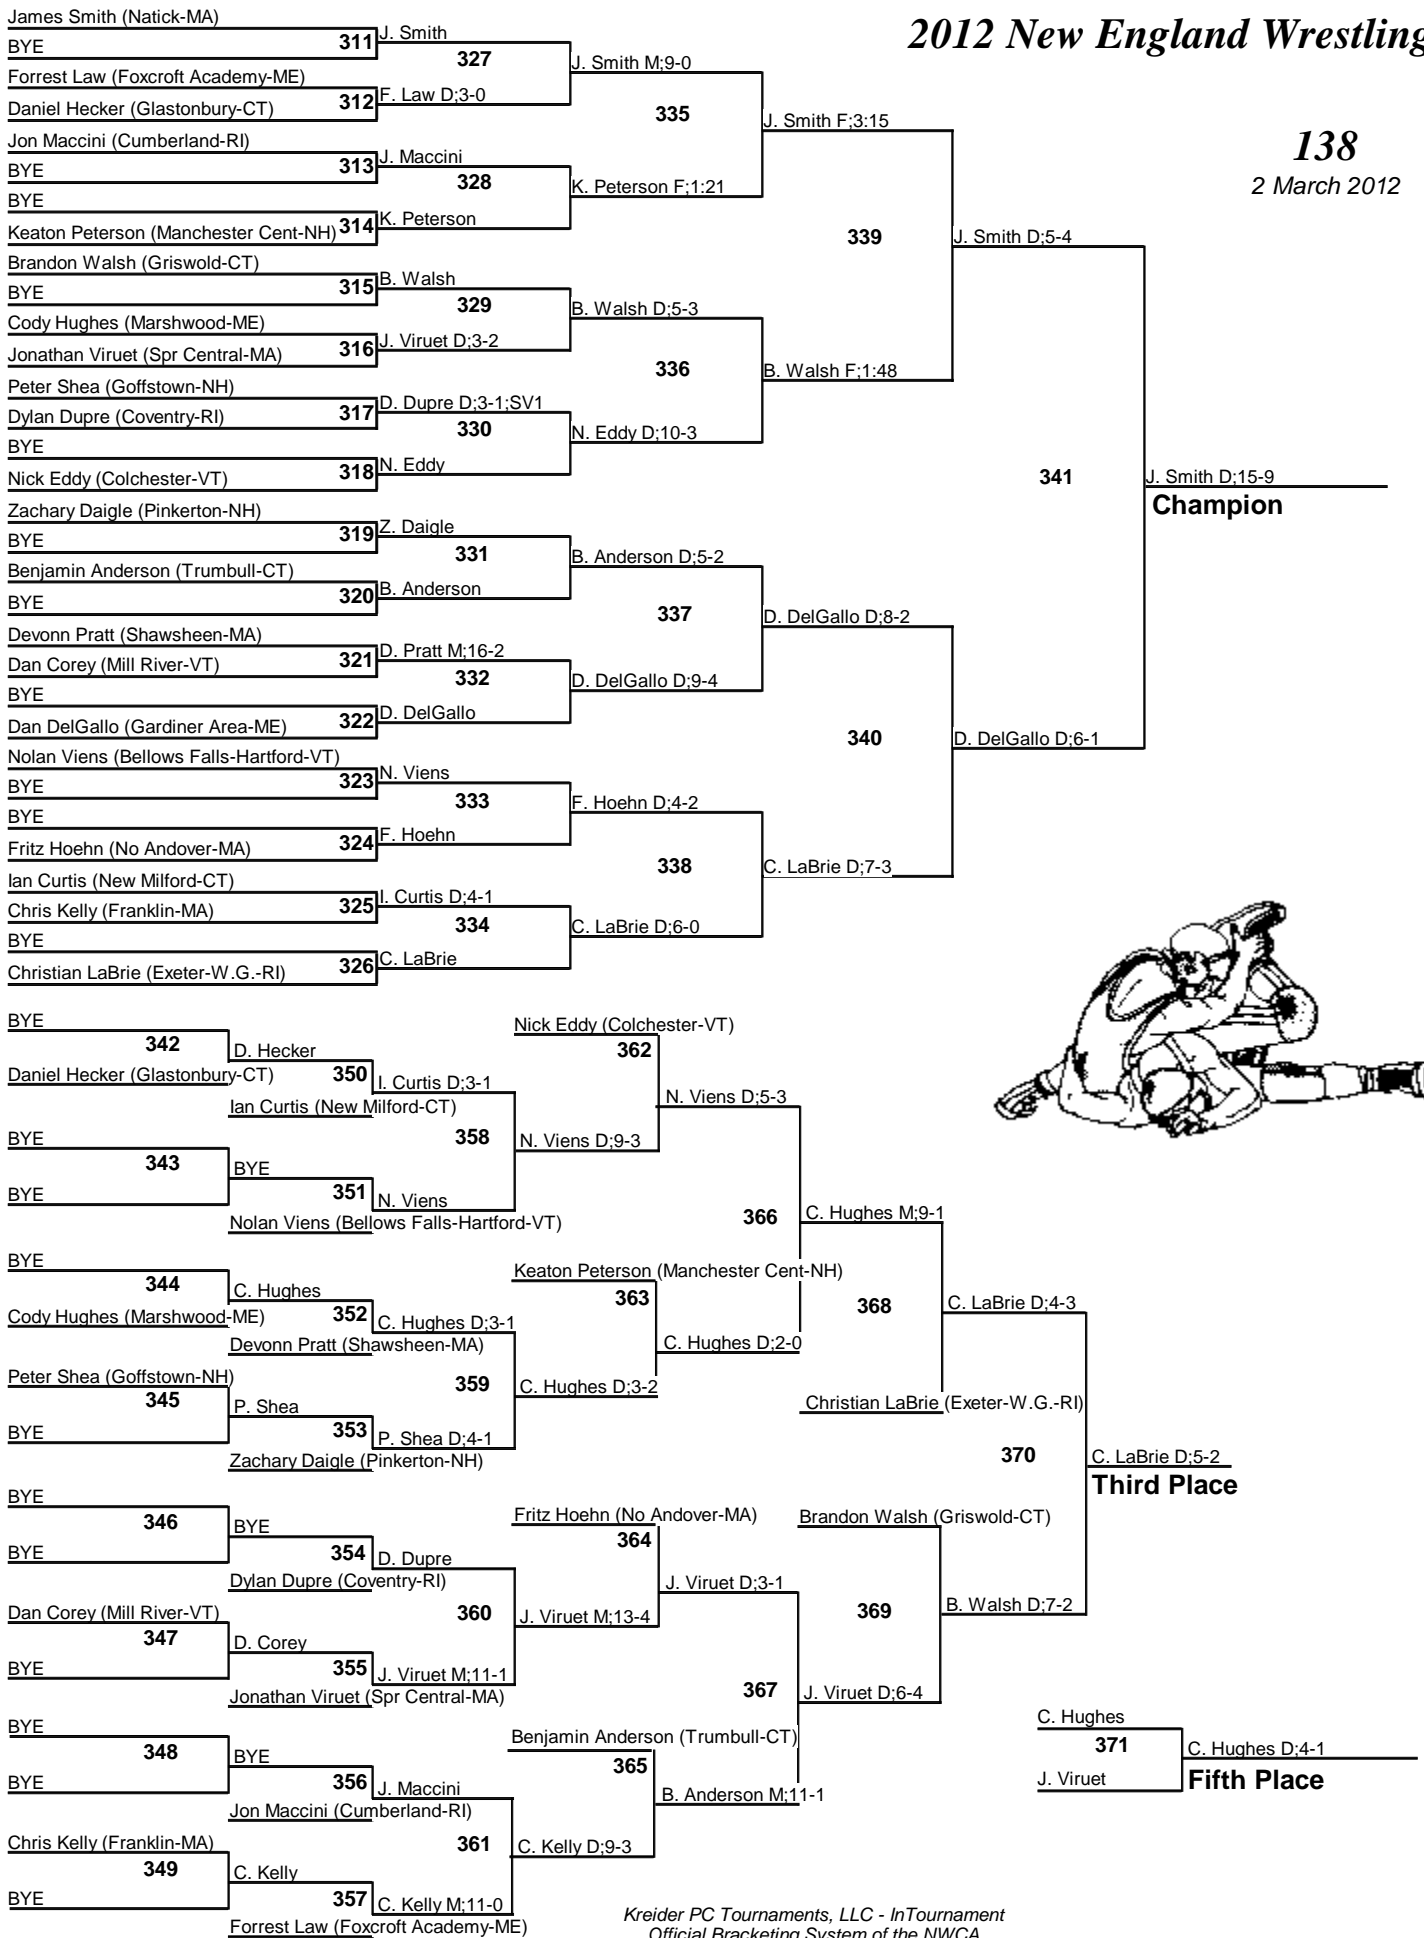 2012 New England Wrestling
138
2 March 2012
James Smith (Natick-MA)
BYE
311
J. Smith
327
Forrest Law (Foxcroft Academy-ME)
Daniel Hecker (Glastonbury-CT)
312
F. Law D;3-0
J. Smith M;9-0
335
Jon Maccini (Cumberland-RI)
BYE
313
J. Maccini
328
BYE
Keaton Peterson (Manchester Cent-NH)
314
K. Peterson
K. Peterson F;1:21
J. Smith F;3:15
339
Brandon Walsh (Griswold-CT)
BYE
315
B. Walsh
329
Cody Hughes (Marshwood-ME)
Jonathan Viruet (Spr Central-MA)
316
J. Viruet D;3-2
B. Walsh D;5-3
336
Peter Shea (Goffstown-NH)
Dylan Dupre (Coventry-RI)
317
D. Dupre D;3-1;SV1
330
BYE
Nick Eddy (Colchester-VT)
318
N. Eddy
N. Eddy D;10-3
B. Walsh F;1:48
J. Smith D;5-4
341
J. Smith D;15-9
Champion
Zachary Daigle (Pinkerton-NH)
BYE
319
Z. Daigle
331
Benjamin Anderson (Trumbull-CT)
BYE
320
B. Anderson
B. Anderson D;5-2
337
Devonn Pratt (Shawsheen-MA)
Dan Corey (Mill River-VT)
321
D. Pratt M;16-2
332
BYE
Dan DelGallo (Gardiner Area-ME)
322
D. DelGallo
D. DelGallo D;9-4
D. DelGallo D;8-2
340
D. DelGallo D;6-1
Nolan Viens (Bellows Falls-Hartford-VT)
BYE
323
N. Viens
333
BYE
Fritz Hoehn (No Andover-MA)
324
F. Hoehn
F. Hoehn D;4-2
338
C. LaBrie D;7-3
Ian Curtis (New Milford-CT)
Chris Kelly (Franklin-MA)
325
I. Curtis D;4-1
334
BYE
Christian LaBrie (Exeter-W.G.-RI)
326
C. LaBrie
C. LaBrie D;6-0
BYE
342
Daniel Hecker (Glastonbury-CT)
D. Hecker
350
Ian Curtis (New Milford-CT)
I. Curtis D;3-1
358
BYE
343
BYE
BYE
351
Nolan Viens (Bellows Falls-Hartford-VT)
N. Viens
N. Viens D;9-3
Nick Eddy (Colchester-VT)
362
N. Viens D;5-3
366
BYE
344
Cody Hughes (Marshwood-ME)
C. Hughes
352
Devonn Pratt (Shawsheen-MA)
C. Hughes D;3-1
359
Peter Shea (Goffstown-NH)
345
BYE
P. Shea
353
Zachary Daigle (Pinkerton-NH)
P. Shea D;4-1
C. Hughes D;3-2
Keaton Peterson (Manchester Cent-NH)
363
C. Hughes D;2-0
C. Hughes M;9-1
368
Christian LaBrie (Exeter-W.G.-RI)
C. LaBrie D;4-3
370
C. LaBrie D;5-2
Third Place
BYE
346
BYE
BYE
354
Dylan Dupre (Coventry-RI)
D. Dupre
360
Dan Corey (Mill River-VT)
347
BYE
D. Corey
355
Jonathan Viruet (Spr Central-MA)
J. Viruet M;11-1
J. Viruet M;13-4
Fritz Hoehn (No Andover-MA)
364
J. Viruet D;3-1
367
Brandon Walsh (Griswold-CT)
369
B. Walsh D;7-2
J. Viruet D;6-4
BYE
348
BYE
BYE
356
Jon Maccini (Cumberland-RI)
J. Maccini
361
Chris Kelly (Franklin-MA)
349
BYE
C. Kelly
357
Forrest Law (Foxcroft Academy-ME)
C. Kelly M;11-0
C. Kelly D;9-3
Benjamin Anderson (Trumbull-CT)
365
B. Anderson M;11-1
C. Hughes
371
J. Viruet
C. Hughes D;4-1
Fifth Place
Kreider PC Tournaments, LLC - InTournament
Official Bracketing System of the NWCA